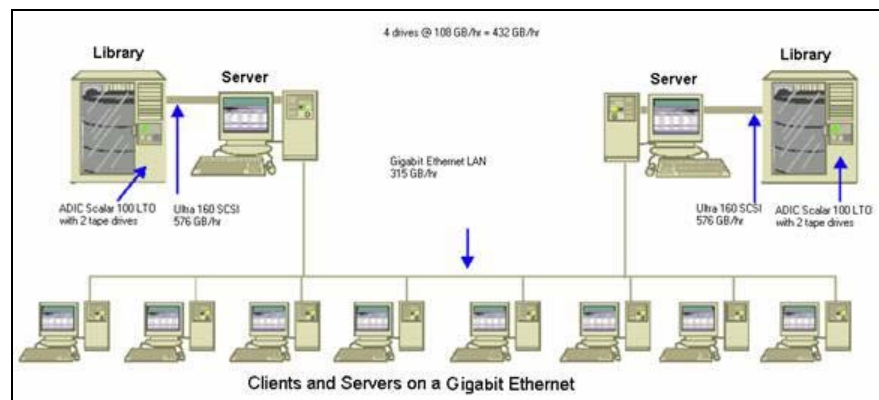 4 drives @ 108 GB/hr = 432 GB/hr
Library
Server
Server
Library
Gigabit Ethernet LAN
315 GB/hr
ADIC Scalar 100 LTO
with 2 tape drives
Ultra 160 SCSI
576 GB/hr
Ultra 160 SCSI
576 GB/hr
ADIC Scalar 100 LTO
with 2 tape drives
Clients and Servers on a Gigabit Ethernet